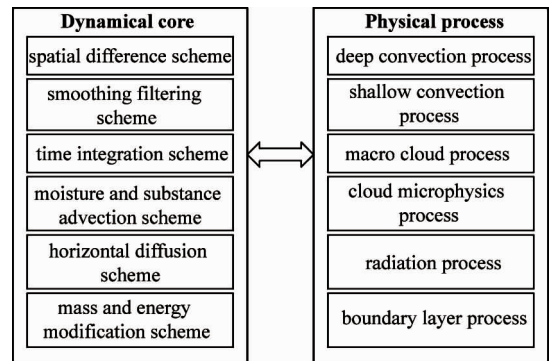 Dynamical core
spatial difference scheme
smoothing filtering
scheme
time integration scheme
moisture and substance
advection scheme
horizontal diffusion
scheme
mass and energy
modification scheme
Physical process
deep convection process
shallow convection
process
macro cloud process
cloud microphysics
process
radiation process
boundary layer process